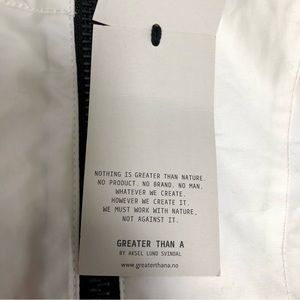 NOTHING IS GREATER THAN NATURE.
NO PRODUCT. NO BRAND. NO MAN.
WHATEVER WE CREATE.
HOWEVER WE CREATE IT.
WE MUST WORK WITH NATURE,
NOT AGAINST IT.
GREATER THAN A
BY AKSEL LUND SVINDAL
www.greaterthana.no